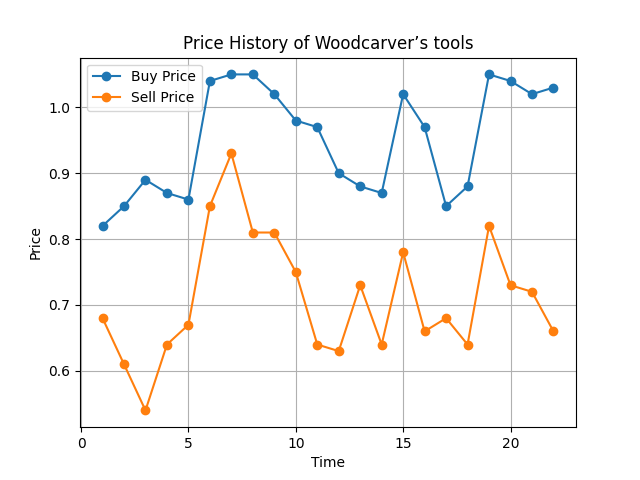 Price History of Woodcarver’s tools
Buy Price
Sell Price
Price
1.0
0.9
0.8
0.7
0.6
0 5 10 15 20
Time